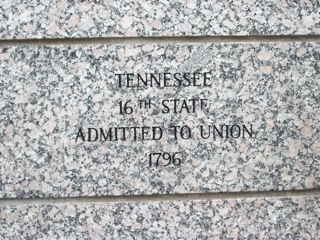 TENNESSEE
16TH STATE
ADMITTED TO UNION
1796